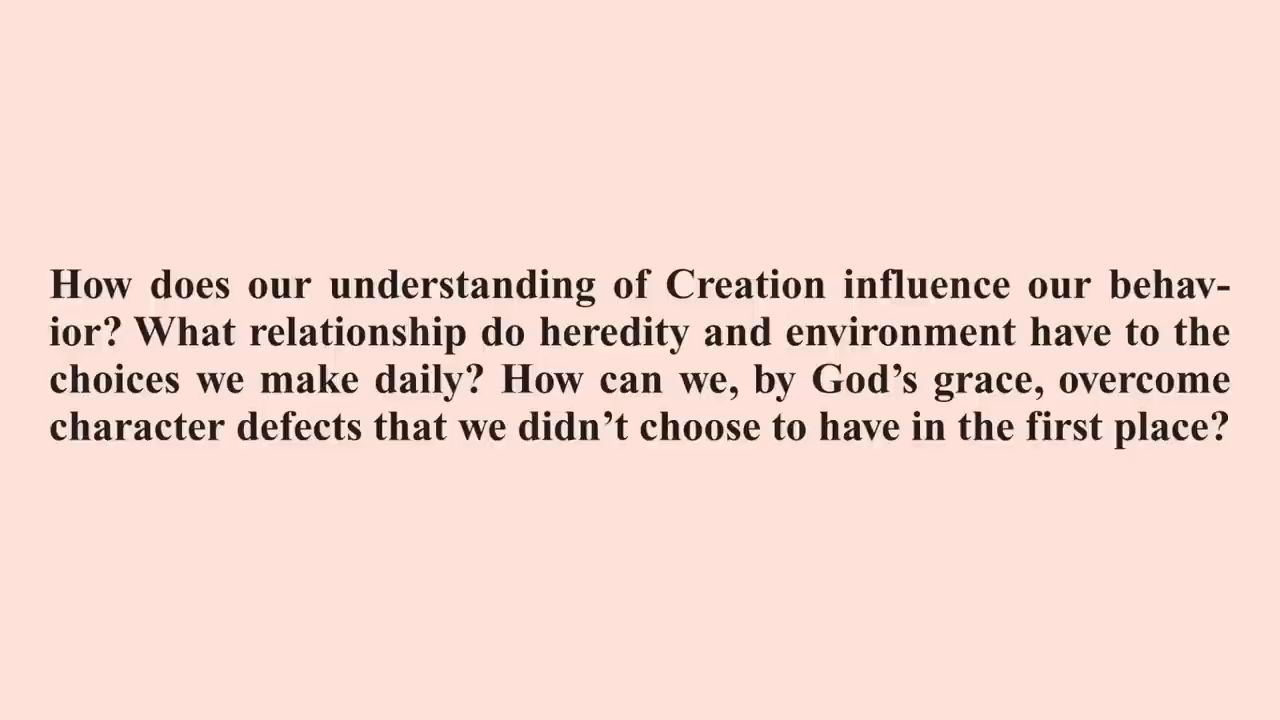 How does our understanding of Creation influence our behav-
ior? What relationship do heredity and environment have to the
choices we make daily? How can we, by God’s grace, overcome
character defects that we didn’t choose to have in the first place?